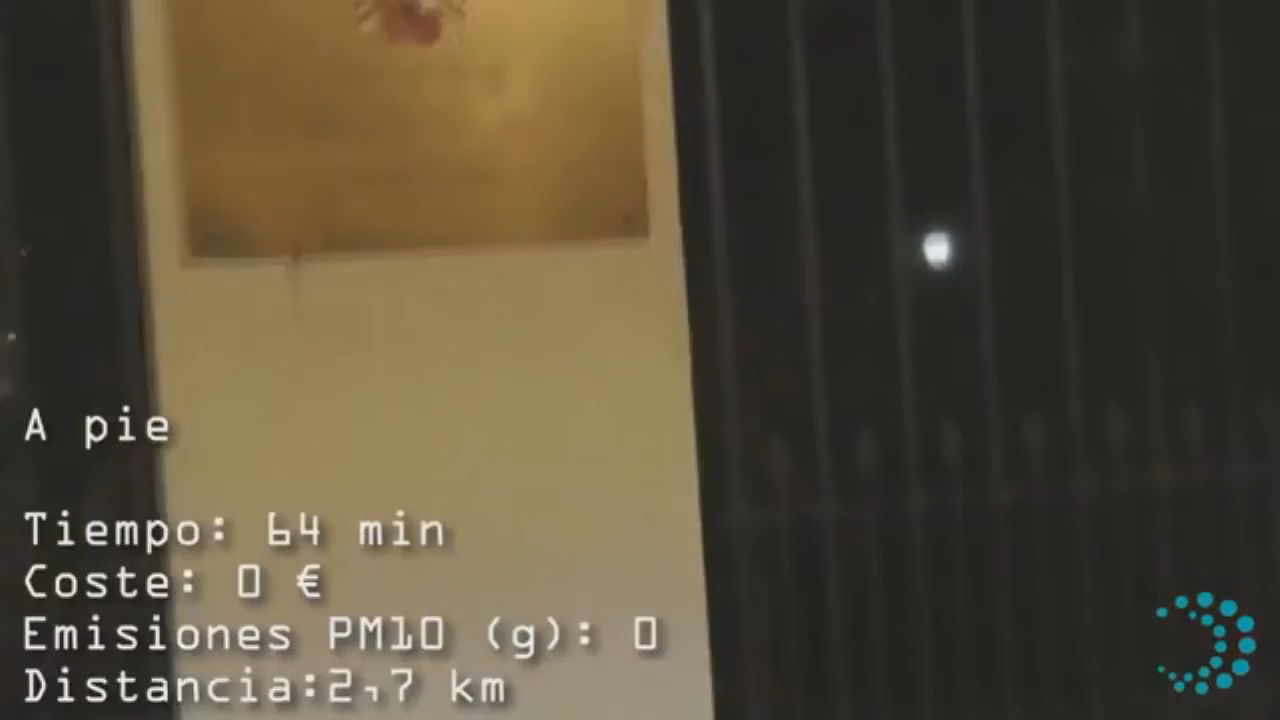 A pie
Tiempo: 64 min
Coste: 0 €
Emisiones PM10 (g): 0
Distancia:2,7 km